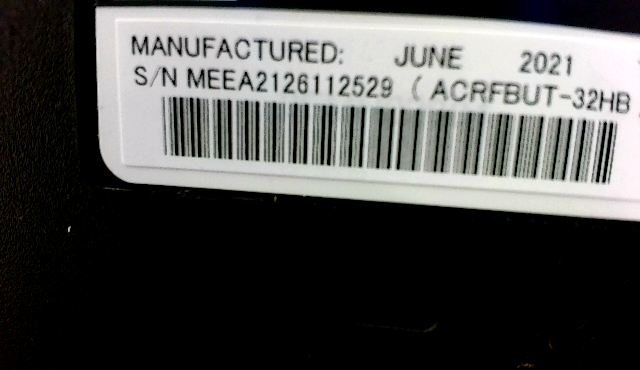 MANUFACTURED: JUNE 2021
S/N MEEA2126112529 ( ACRFBUT-32HB